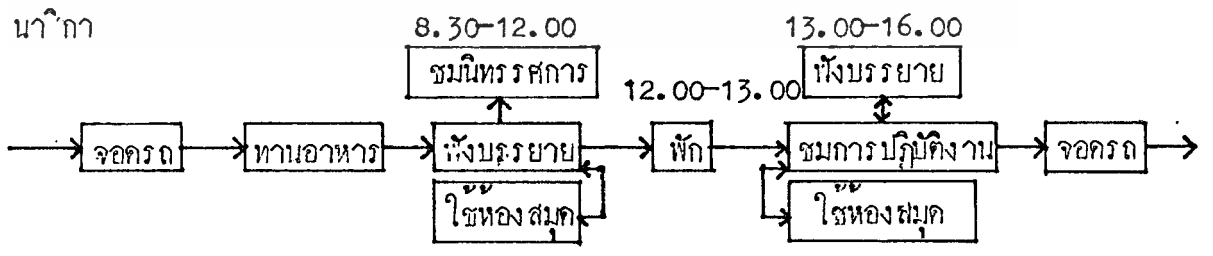 นาฬิกา 8.30-12.00 13.00-16.00
ชมนิทรรศการ 12.00-13.00 ฟังบรรยาย
จอดรถ ทานอาหาร ฟังบรรยาย พัก ชมการปฏิบัติงาน จอดรถ
ใช้ห้องสมุด ใช้ห้องสมุด